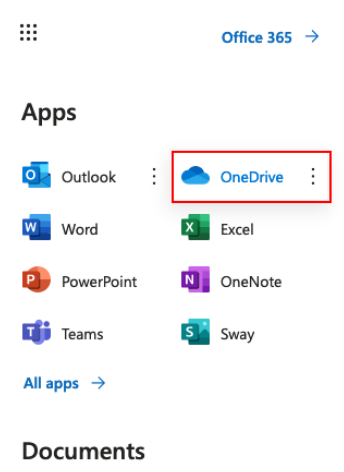 Office 365 →
Apps
Outlook
OneDrive
Word
Excel
PowerPoint
OneNote
Teams
Sway
All apps →
Documents